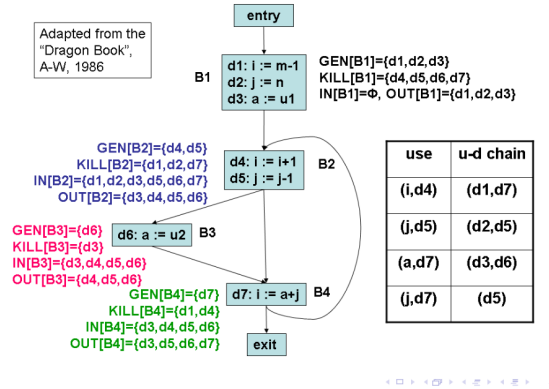 entry
Adapted from the
“Dragon Book”,
A-W, 1986
B1
d1: i := m-1
d2: j := n
d3: a := u1
GEN[B1]={d1,d2,d3}
KILL[B1]={d4,d5,d6,d7}
IN[B1]=Φ, OUT[B1]={d1,d2,d3}
GEN[B2]={d4,d5}
KILL[B2]={d1,d2,d7}
IN[B2]={d1,d2,d3,d5,d6,d7}
OUT[B2]={d3,d4,d5,d6}
d4: i := i+1
d5: j := j-1
B2
GEN[B3]={d6}
KILL[B3]={d3}
IN[B3]={d3,d4,d5,d6}
OUT[B3]={d4,d5,d6}
d6: a := u2
B3
GEN[B4]={d7}
KILL[B4]={d1,d4}
IN[B4]={d3,d4,d5,d6}
OUT[B4]={d3,d5,d6,d7}
d7: i := a+j
B4
exit
use u-d chain
(i,d4) (d1,d7)
(j,d5) (d2,d5)
(a,d7) (d3,d6)
(j,d7) (d5)